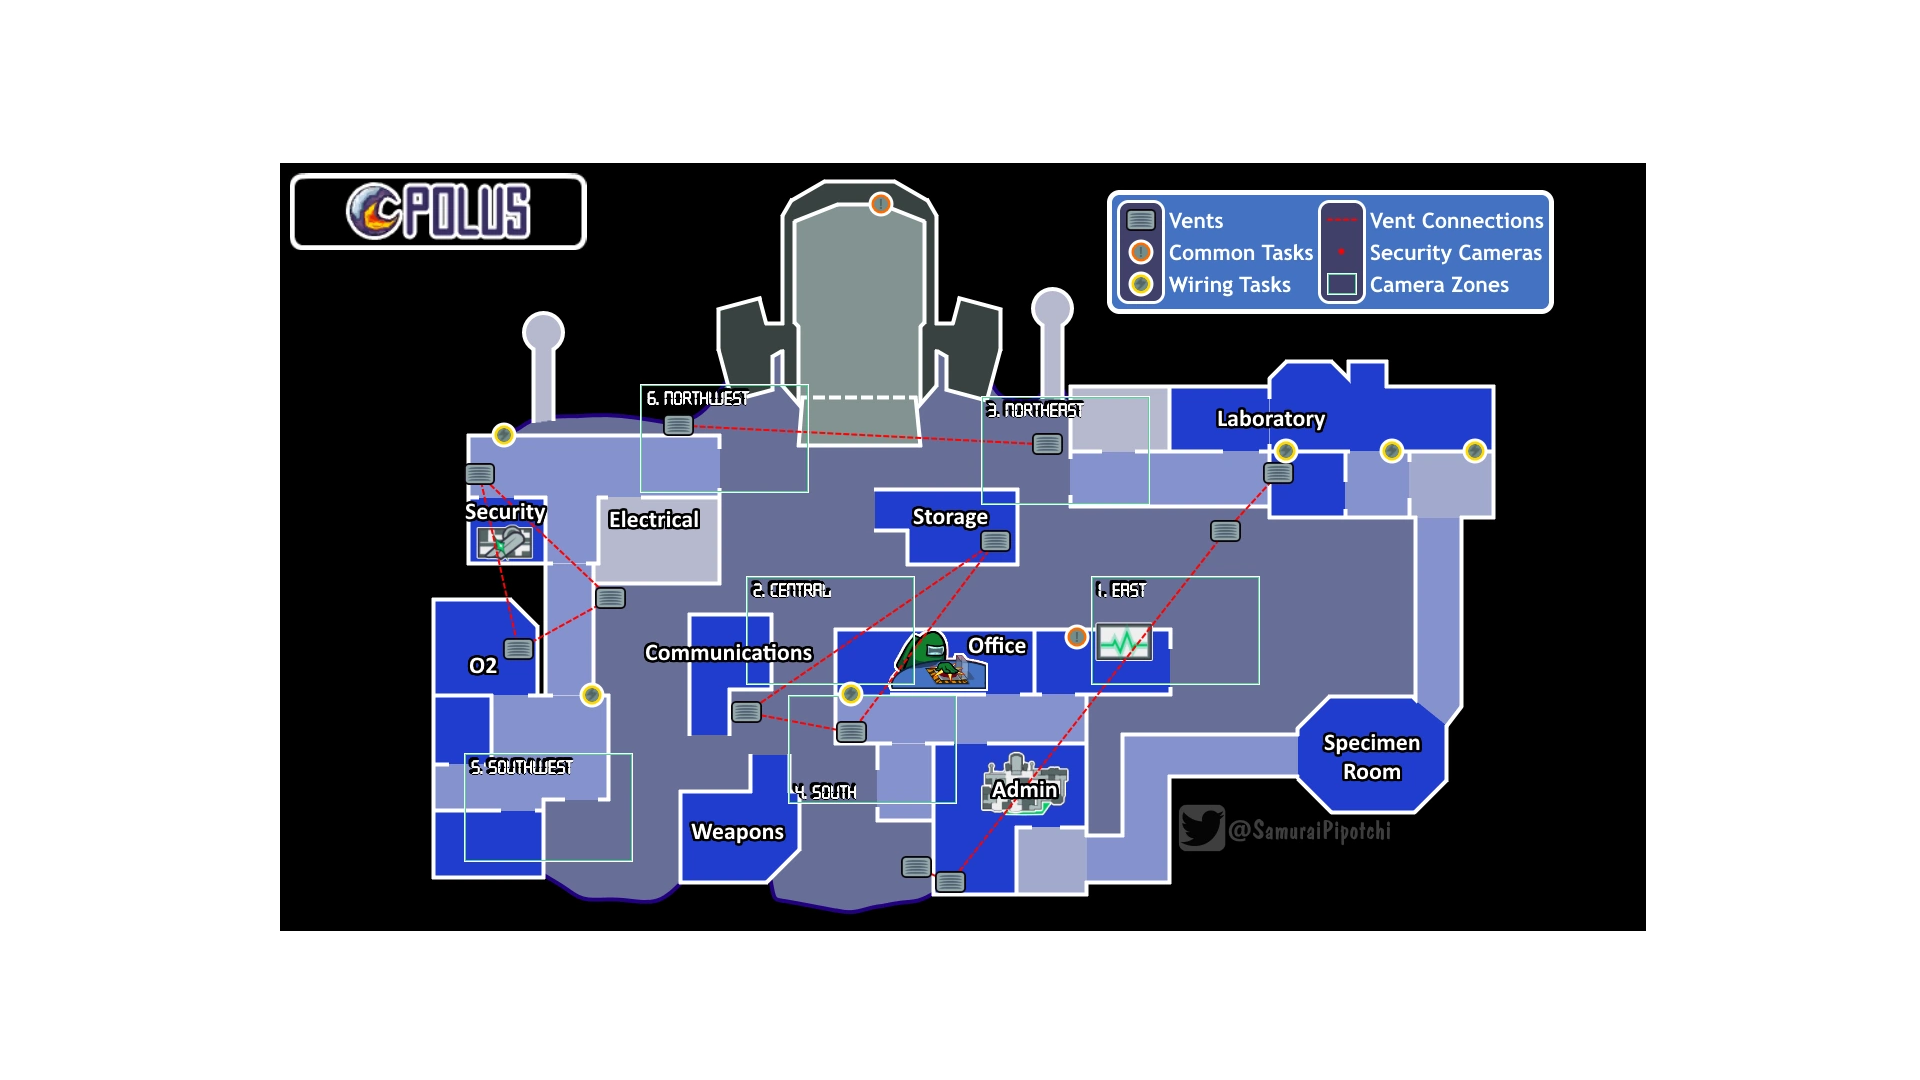 POLUS
Vents
Common Tasks
Wiring Tasks
Vent Connections
Security Cameras
Camera Zones
6. NORTHWEST
3. NORTHEAST
Laboratory
Security
Electrical
Storage
2. CENTRAL
1. EAST
Communications
Office
O2
5. SOUTHWEST
4. SOUTH
Specimen
Room
Admin
Weapons
@SamuraiPipotchi